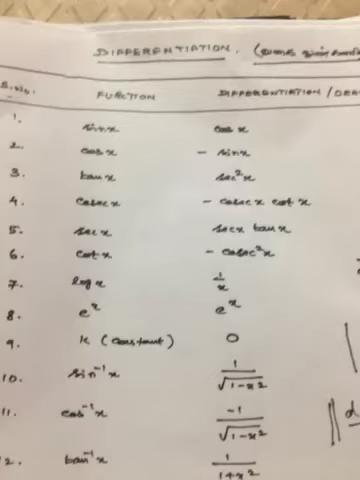 DIFFERENTIATION.
S.No. FUNCTION DIFFERENTIATION /
1. sin x cos x
2. cos x - sin x
3. tan x sec²x
4. cosec x - cosec x cot x
5. sec x sec x tan x
6. cot x - cosec²x
7. log x 1/x
8. eˣ eˣ
9. k (constant) 0
10. sin⁻¹x 1/√1-x²
11. cos⁻¹x -1/√1-x²
12. tan⁻¹x 1/1+x²